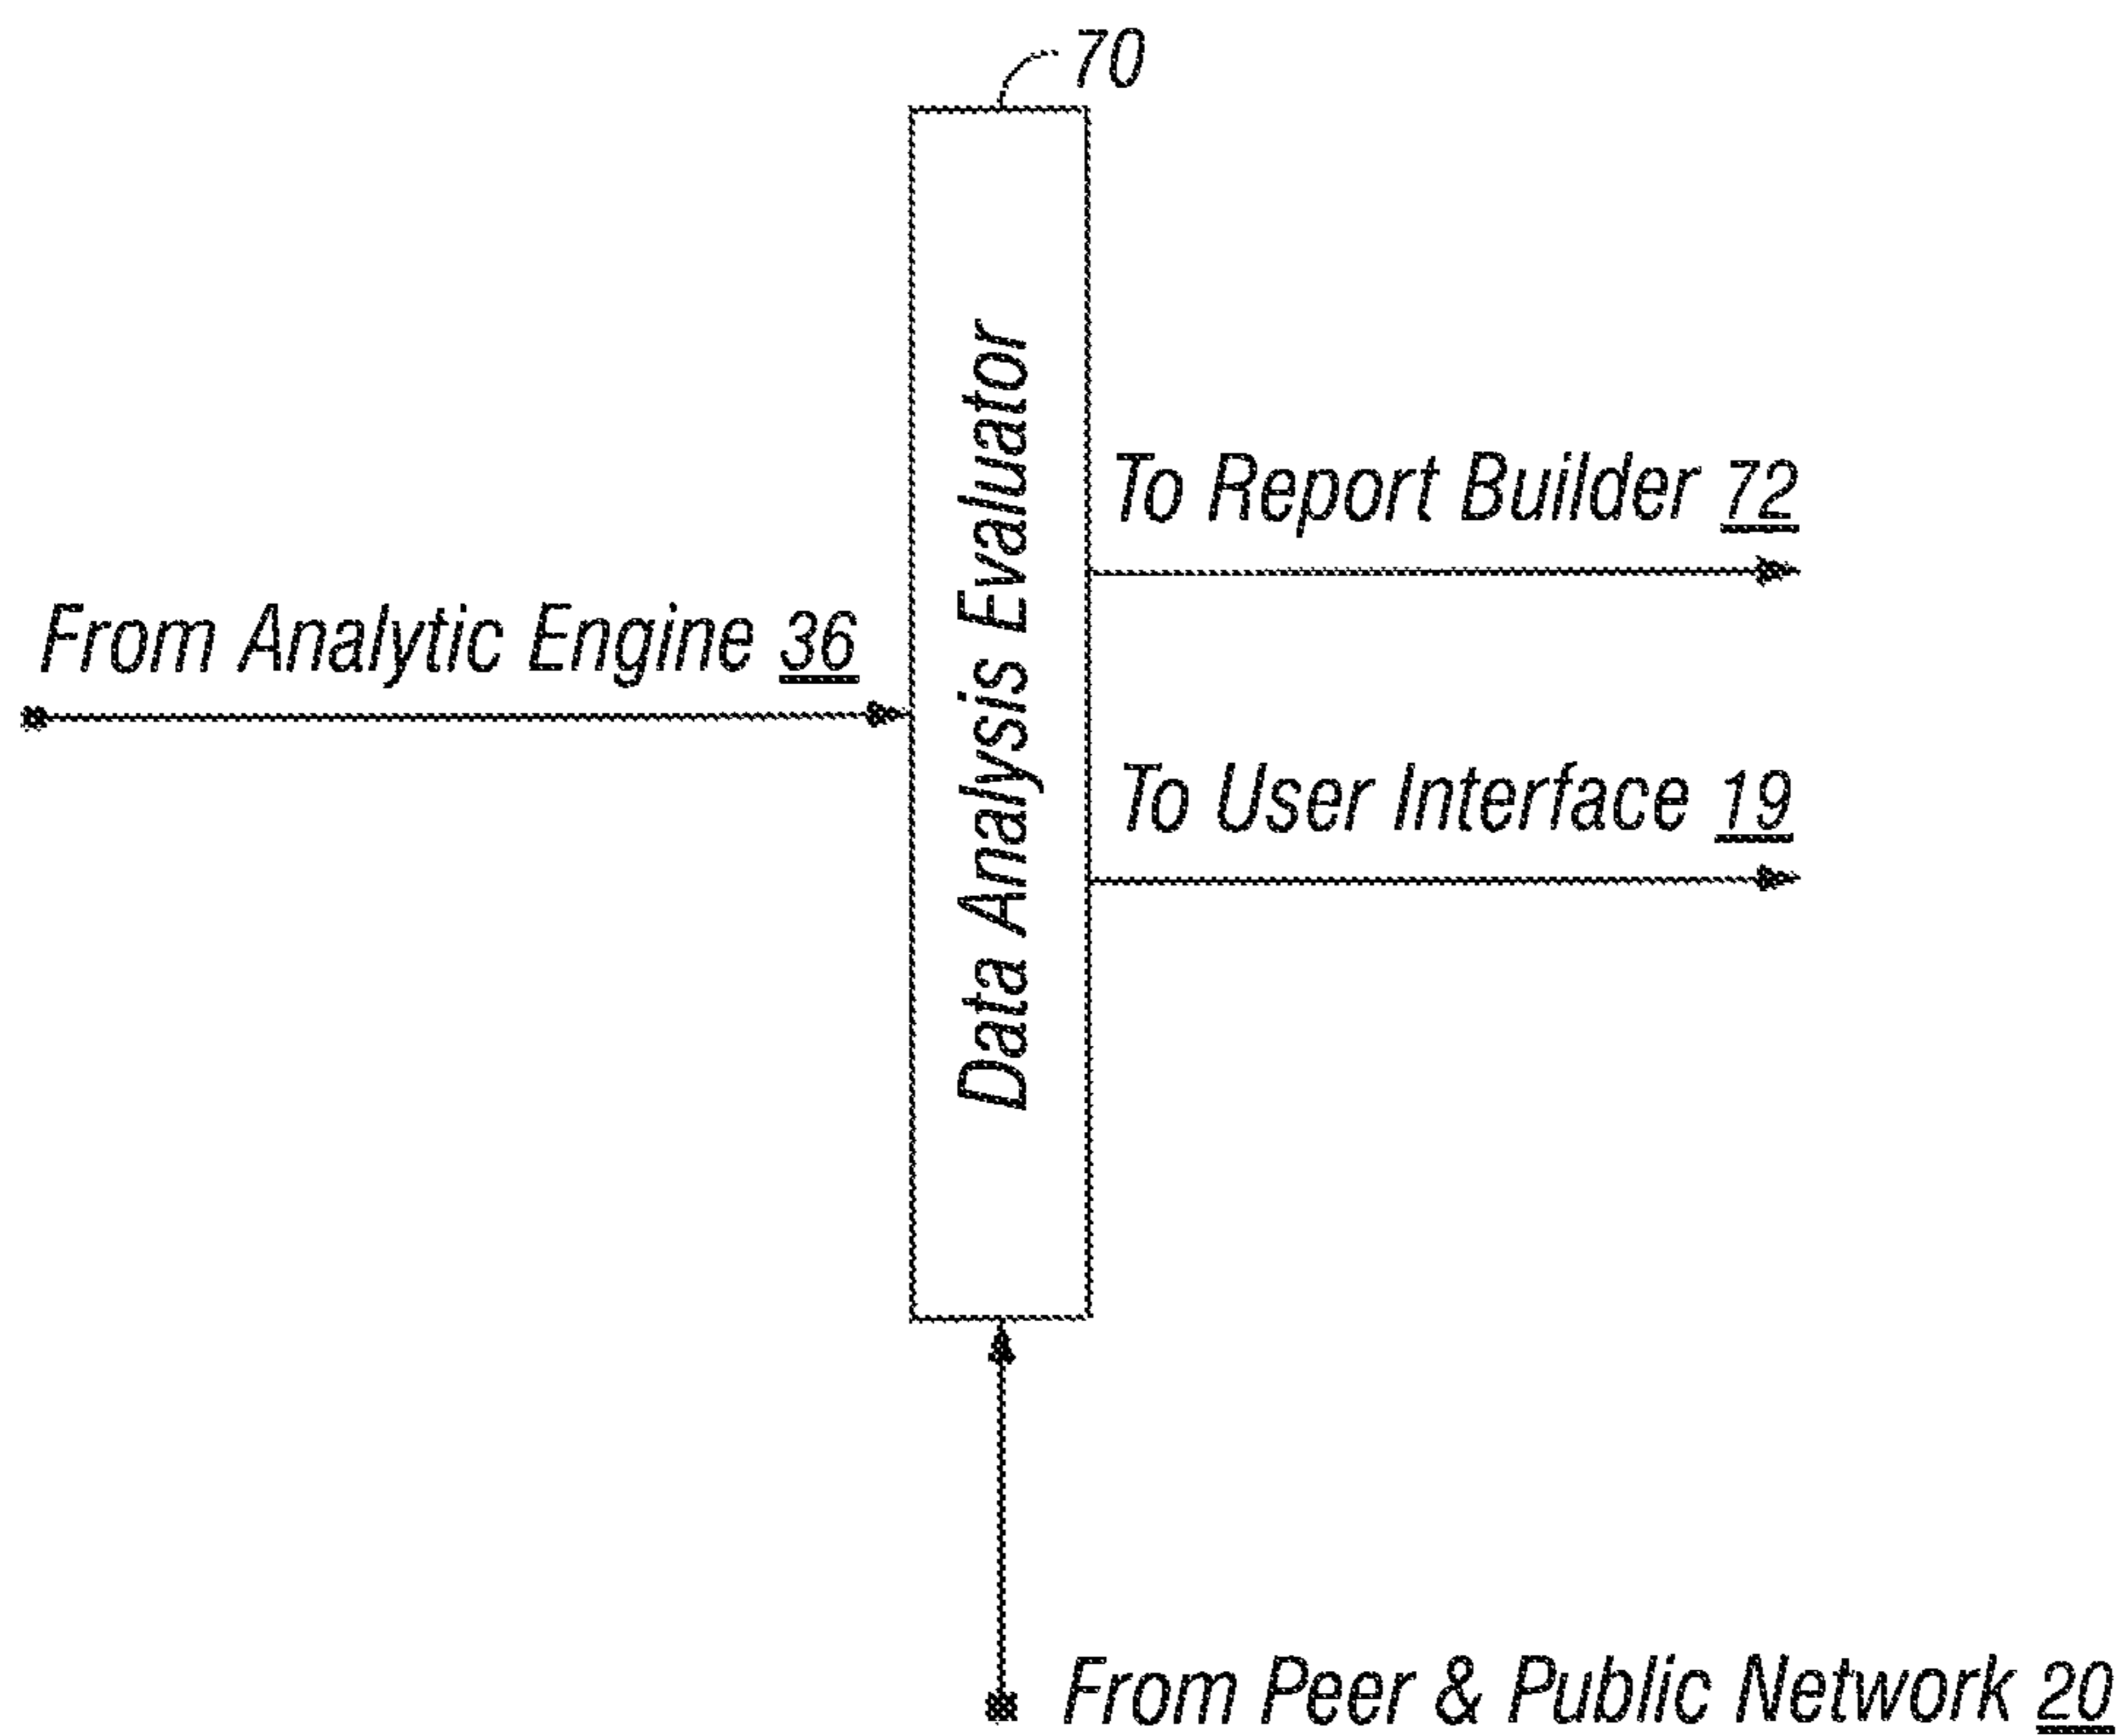 70
Data Analysis Evaluator
To Report Builder 72
From Analytic Engine 36
To User Interface 19
From Peer & Public Network 20